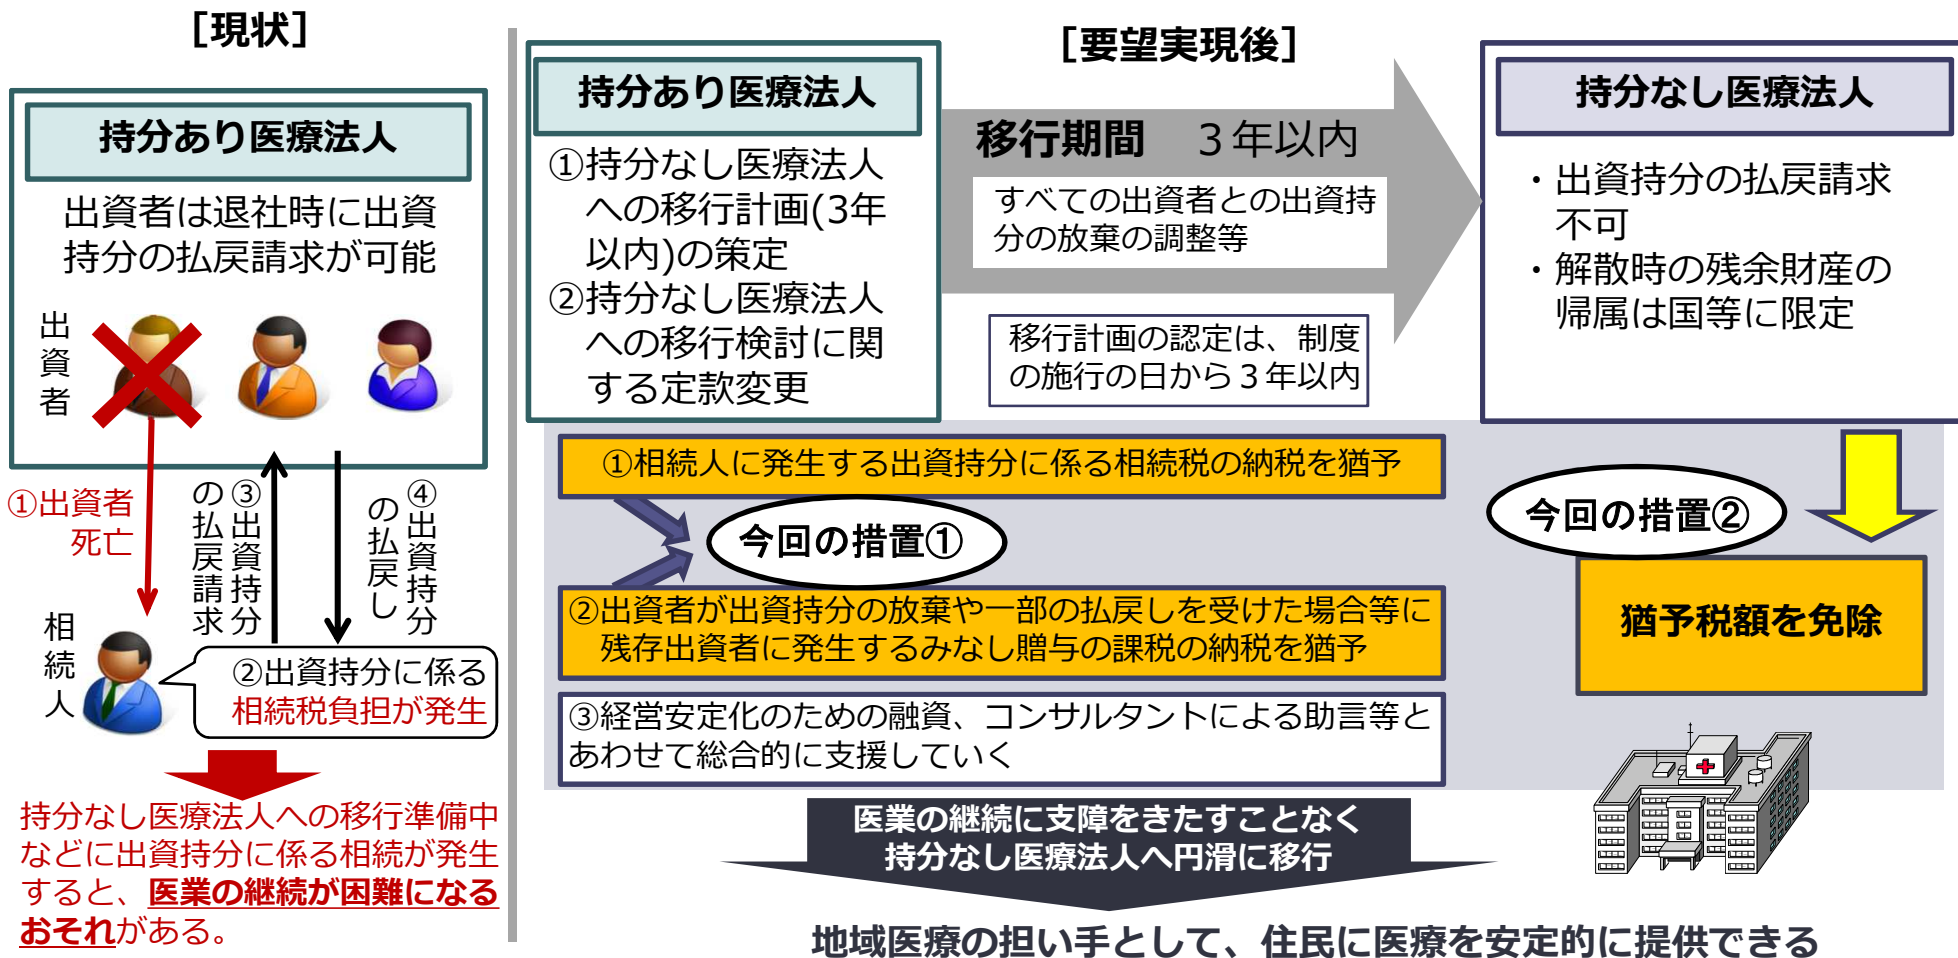 ［現状］
持分あり医療法人
出資者は退社時に出資
持分の払戻請求が可能
出資者
①出資者
死亡
③出資持分
の払戻請求
④出資持分
の払戻し
相続人
②出資持分に係る
相続税負担が発生
持分なし医療法人への移行準備中
などに出資持分に係る相続が発生
すると、医業の継続が困難になる
おそれがある。
［要望実現後］
持分あり医療法人
①持分なし医療法人
への移行計画(3年
以内)の策定
②持分なし医療法人
への移行検討に関
する定款変更
移行期間　３年以内
すべての出資者との出資持
分の放棄の調整等
移行計画の認定は、制度
の施行の日から３年以内
持分なし医療法人
・出資持分の払戻請求
不可
・解散時の残余財産の
帰属は国等に限定
①相続人に発生する出資持分に係る相続税の納税を猶予
今回の措置①
②出資者が出資持分の放棄や一部の払戻しを受けた場合等に
残存出資者に発生するみなし贈与の課税の納税を猶予
③経営安定化のための融資、コンサルタントによる助言等と
あわせて総合的に支援していく
今回の措置②
猶予税額を免除
医業の継続に支障をきたすことなく
持分なし医療法人へ円滑に移行
地域医療の担い手として、住民に医療を安定的に提供できる